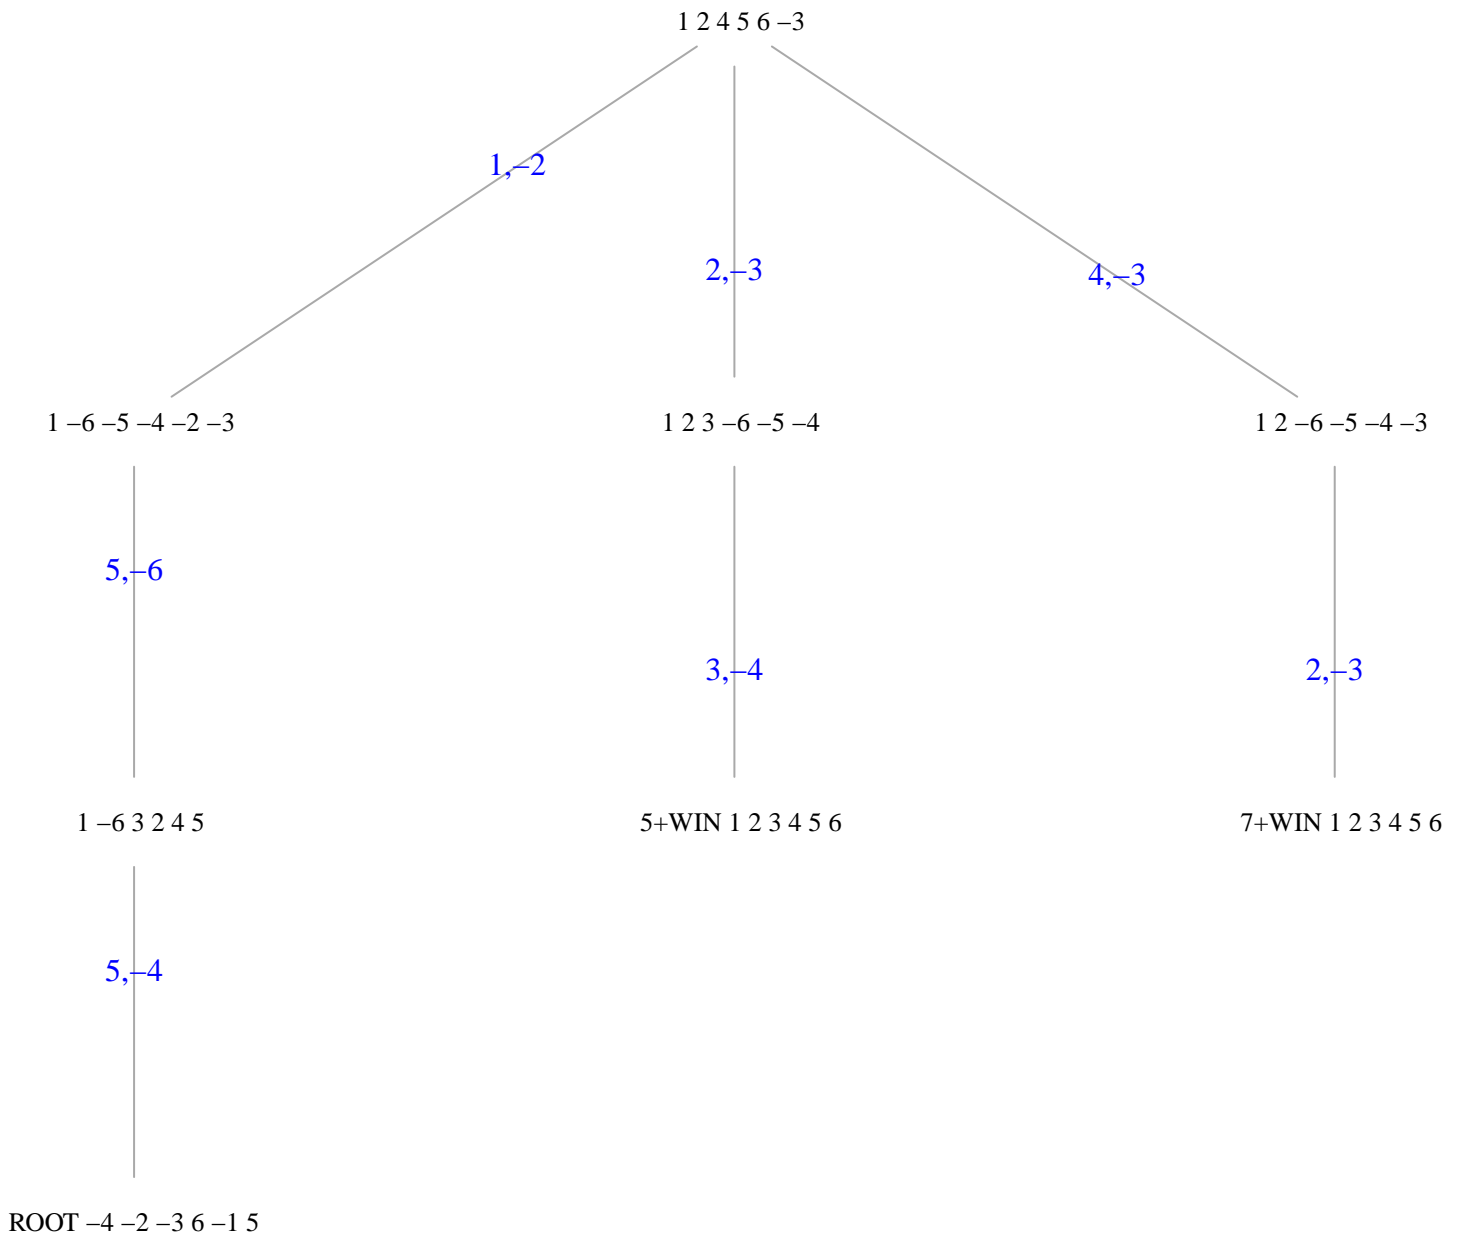 1 2 4 5 6 –3
1,–2
2,–3
4,–3
1 –6 –5 –4 –2 –3
1 2 3 –6 –5 –4
1 2 –6 –5 –4 –3
5,–6
3,–4
2,–3
1 –6 3 2 4 5
5+WIN 1 2 3 4 5 6
7+WIN 1 2 3 4 5 6
5,–4
ROOT –4 –2 –3 6 –1 5